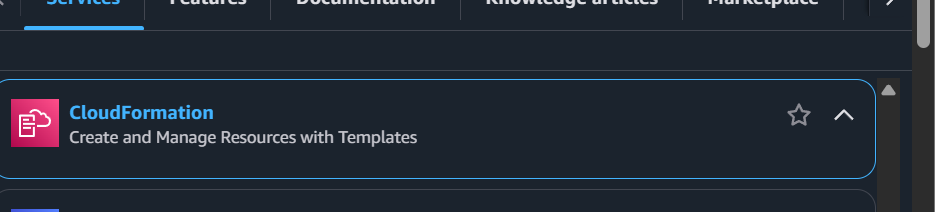 Services Features Documentation Knowledge articles Marketplace
CloudFormation
Create and Manage Resources with Templates